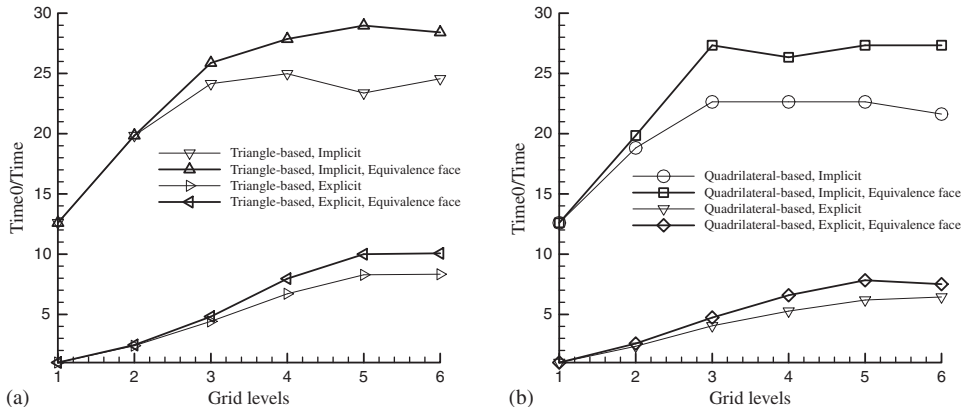 30
25
20
15
10
5
Time0/Time
Triangle-based, Implicit
Triangle-based, Implicit, Equivalence face
Triangle-based, Explicit
Triangle-based, Explicit, Equivalence face
1 2 3 4 5 6
Grid levels
(a)
30
25
20
15
10
5
Time0/Time
Quadrilateral-based, Implicit
Quadrilateral-based, Implicit, Equivalence face
Quadrilateral-based, Explicit
Quadrilateral-based, Explicit, Equivalence face
1 2 3 4 5 6
Grid levels
(b)